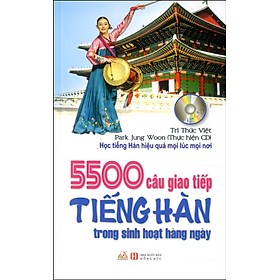 Tri Thức Việt
Park Jung Woon (Thực hiện CD)
Học tiếng Hàn hiệu quả mọi lúc mọi nơi
5500 câu giao tiếp
TIẾNG HÀN
trong sinh hoạt hàng ngày